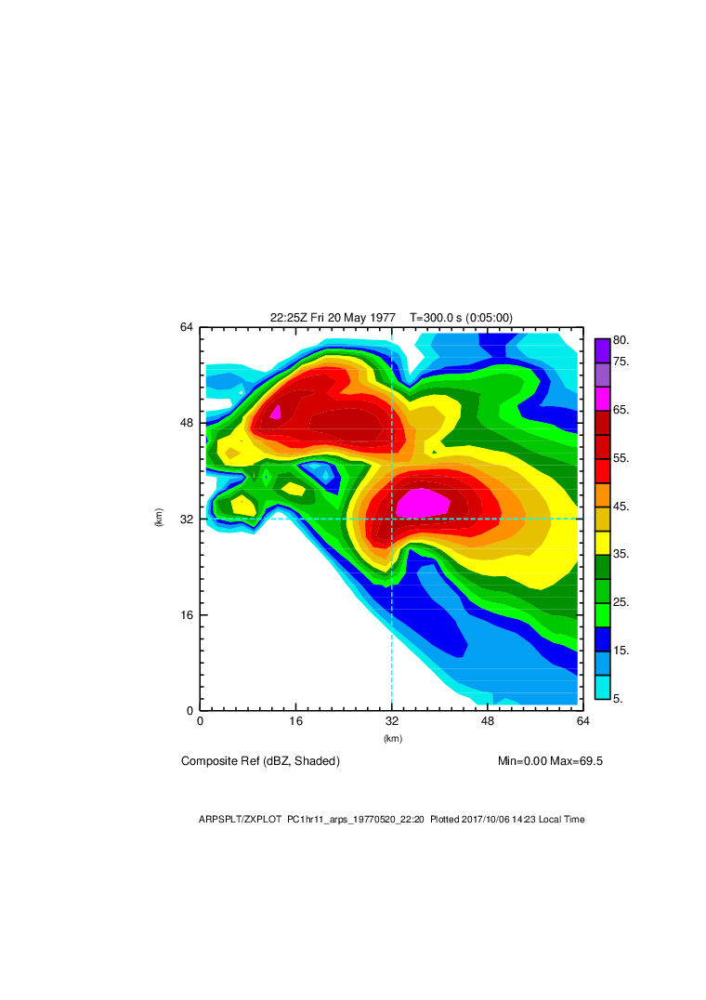 22:25Z Fri 20 May 1977 T=300.0 s (0:05:00)
64
48
32
16
0
(km)
0 16 32 48 64
(km)
80.
75.
65.
55.
45.
35.
25.
15.
5.
Composite Ref (dBZ, Shaded) Min=0.00 Max=69.5
ARPSPLT/ZXPLOT PC1hr11_arps_19770520_22:20 Plotted 2017/10/06 14:23 Local Time